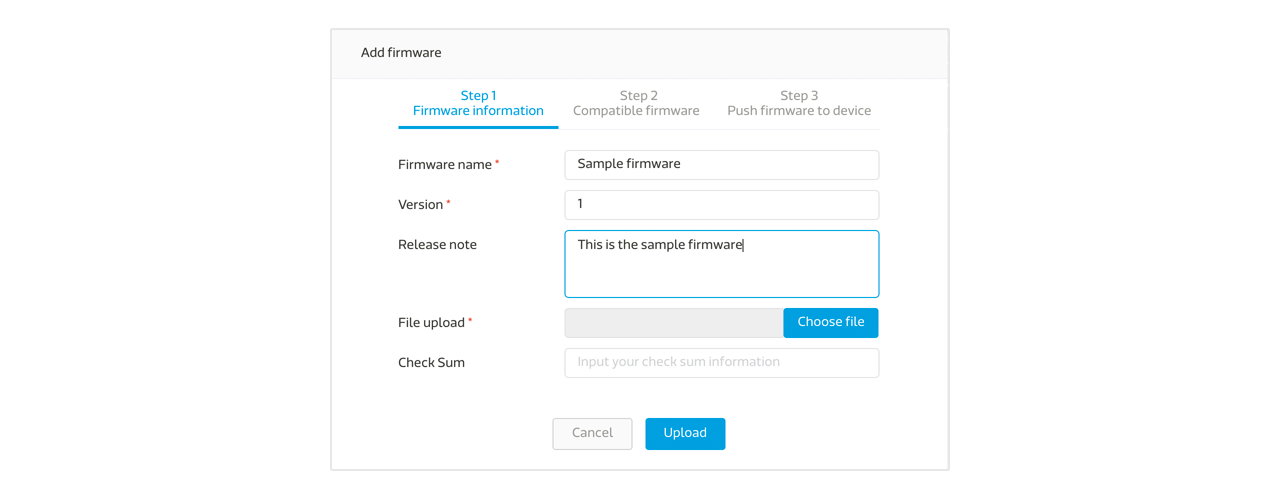 Add firmware
Step 1
Firmware information
Step 2
Compatible firmware
Step 3
Push firmware to device
Firmware name *
Sample firmware
Version *
1
Release note
This is the sample firmware
File upload *
Choose file
Check Sum
Input your check sum information
Cancel
Upload